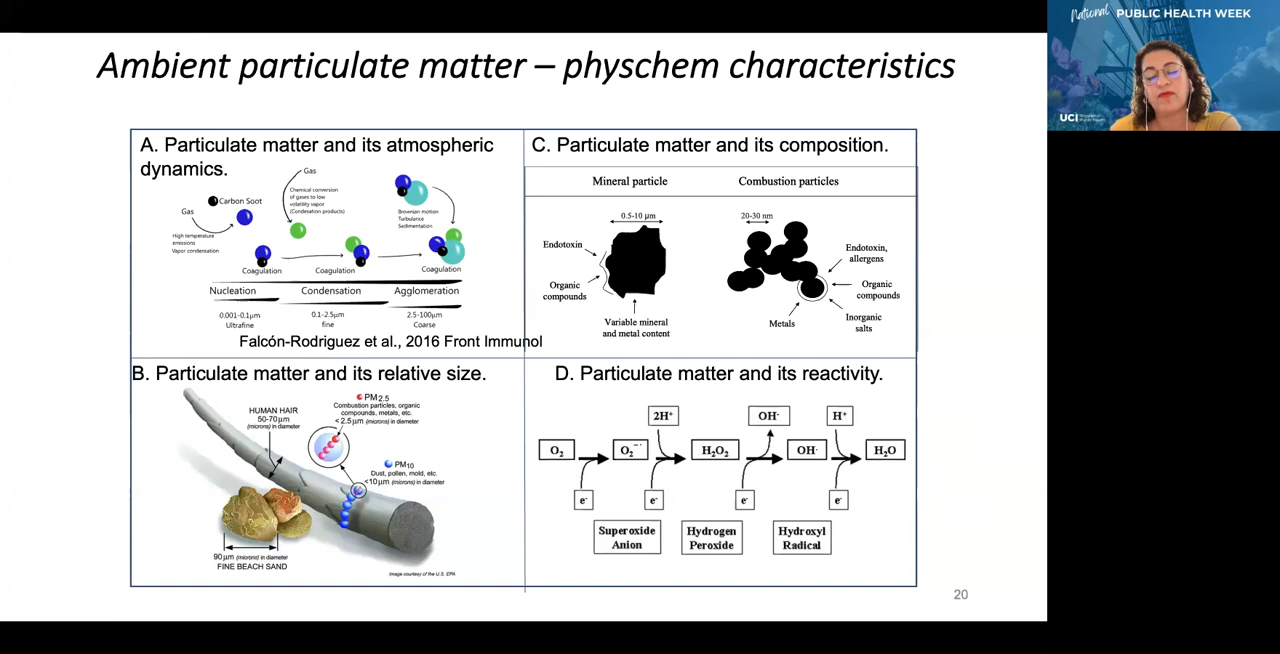 National PUBLIC HEALTH WEEK
UCI
Ambient particulate matter – physchem characteristics
A. Particulate matter and its atmospheric
dynamics.
Gas
Carbon Soot
Gas
High temperature
emissions
Vapor condensation
Chemical conversion
of gases to low
volatility vapor
(Condesation products)
Brownian motion
Turbulance
Sedimentation
Coagulation
Coagulation
Coagulation
Nucleation
Condensation
Agglomeration
0.001-0.1µm
Ultrafine
0.1-2.5µm
fine
2.5-100µm
Coarse
Falcón-Rodriguez et al., 2016 Front Immunol
C. Particulate matter and its composition.
Mineral particle
Combustion particles
0.5-10 µm
20-30 nm
Endotoxin
Organic
compounds
Variable mineral
and metal content
Endotoxin,
allergens
Organic
compounds
Inorganic
salts
Metals
B. Particulate matter and its relative size.
HUMAN HAIR
50-70µm
(microns) in diameter
PM2.5
Combustion particles, organic
compounds, metals, etc.
< 2.5µm (microns) in diameter
PM10
Dust, pollen, mold, etc.
<10µm (microns) in diameter
90µm (microns) in diameter
FINE BEACH SAND
Image courtesy of the U.S. EPA
D. Particulate matter and its reactivity.
2H⁺
OH⁻
H⁺
O₂
O₂⁻·
H₂O₂
OH·
H₂O
e⁻
e⁻
e⁻
e⁻
Superoxide
Anion
Hydrogen
Peroxide
Hydroxyl
Radical
20